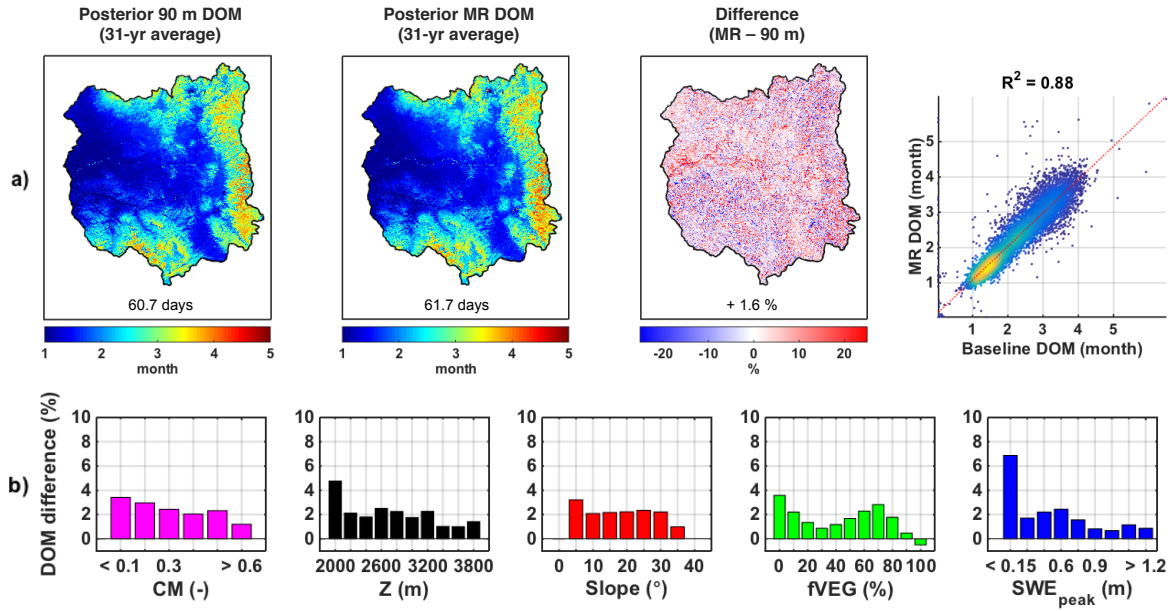 Posterior 90 m DOM
(31-yr average)
Posterior MR DOM
(31-yr average)
Difference
(MR – 90 m)
R² = 0.88
a)
60.7 days
61.7 days
+ 1.6 %
1 2 3 4 5
month
1 2 3 4 5
month
-20 -10 0 10 20
%
5
4
3
2
1
MR DOM (month)
1 2 3 4 5
Baseline DOM (month)
b)
DOM difference (%)
10
8
6
4
2
0
< 0.1 0.3 > 0.6
CM (-)
10
8
6
4
2
0
2000 2600 3200 3800
Z (m)
10
8
6
4
2
0
0 10 20 30 40
Slope (°)
10
8
6
4
2
0
0 20 40 60 80 100
fVEG (%)
10
8
6
4
2
0
< 0.15 0.6 0.9 > 1.2
SWEpeak (m)